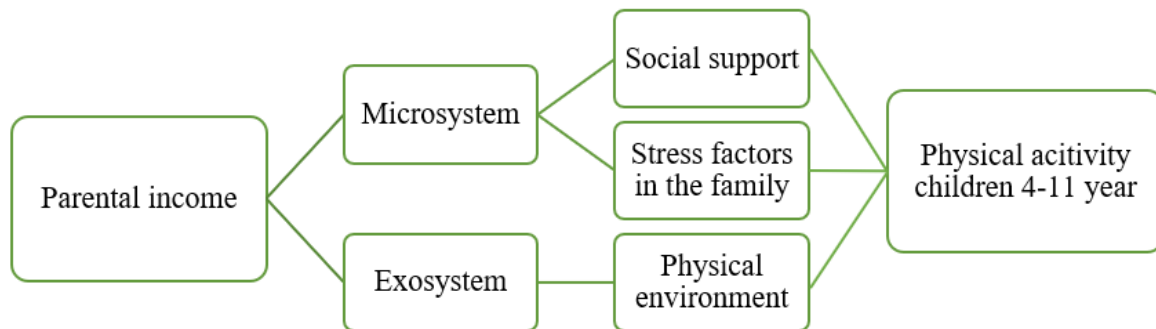 Parental income
Microsystem
Exosystem
Social support
Stress factors
in the family
Physical
environment
Physical acitivity
children 4-11 year